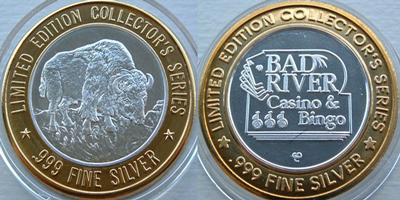 LIMITED EDITION COLLECTOR'S SERIES
.999 FINE SILVER
LIMITED EDITION COLLECTOR'S SERIES
BAD
RIVER
Casino &
Bingo
.999 FINE SILVER